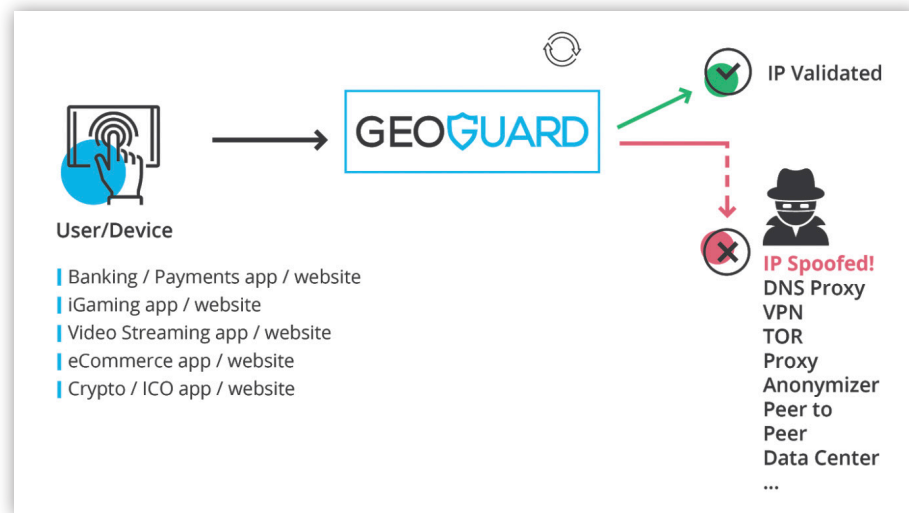 GEOGUARD
IP Validated
User/Device
Banking / Payments app / website
iGaming app / website
Video Streaming app / website
eCommerce app / website
Crypto / ICO app / website
IP Spoofed!
DNS Proxy
VPN
TOR
Proxy
Anonymizer
Peer to
Peer
Data Center
...